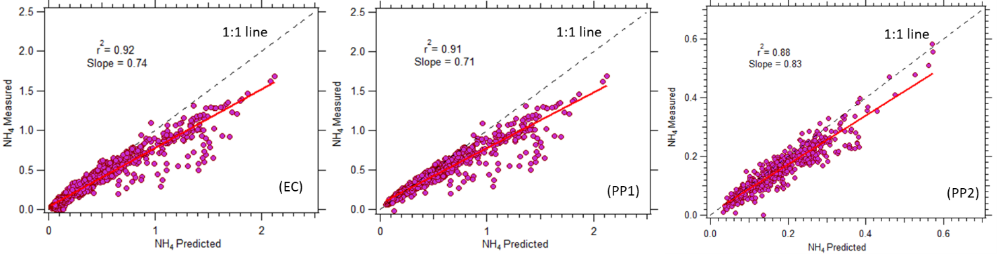 2.5
2.0
1.5
1.0
0.5
0.0
NH₄ Measured
r² = 0.92
Slope = 0.74
1:1 line
(EC)
0
1
2
NH₄ Predicted
2.5
2.0
1.5
1.0
0.5
0.0
NH₄ Measured
r² = 0.91
Slope = 0.71
1:1 line
(PP1)
0
1
2
NH₄ Predicted
0.6
0.4
0.2
0.0
NH₄ Measured
r² = 0.88
Slope = 0.83
1:1 line
(PP2)
0.0
0.2
0.4
0.6
NH₄ Predicted